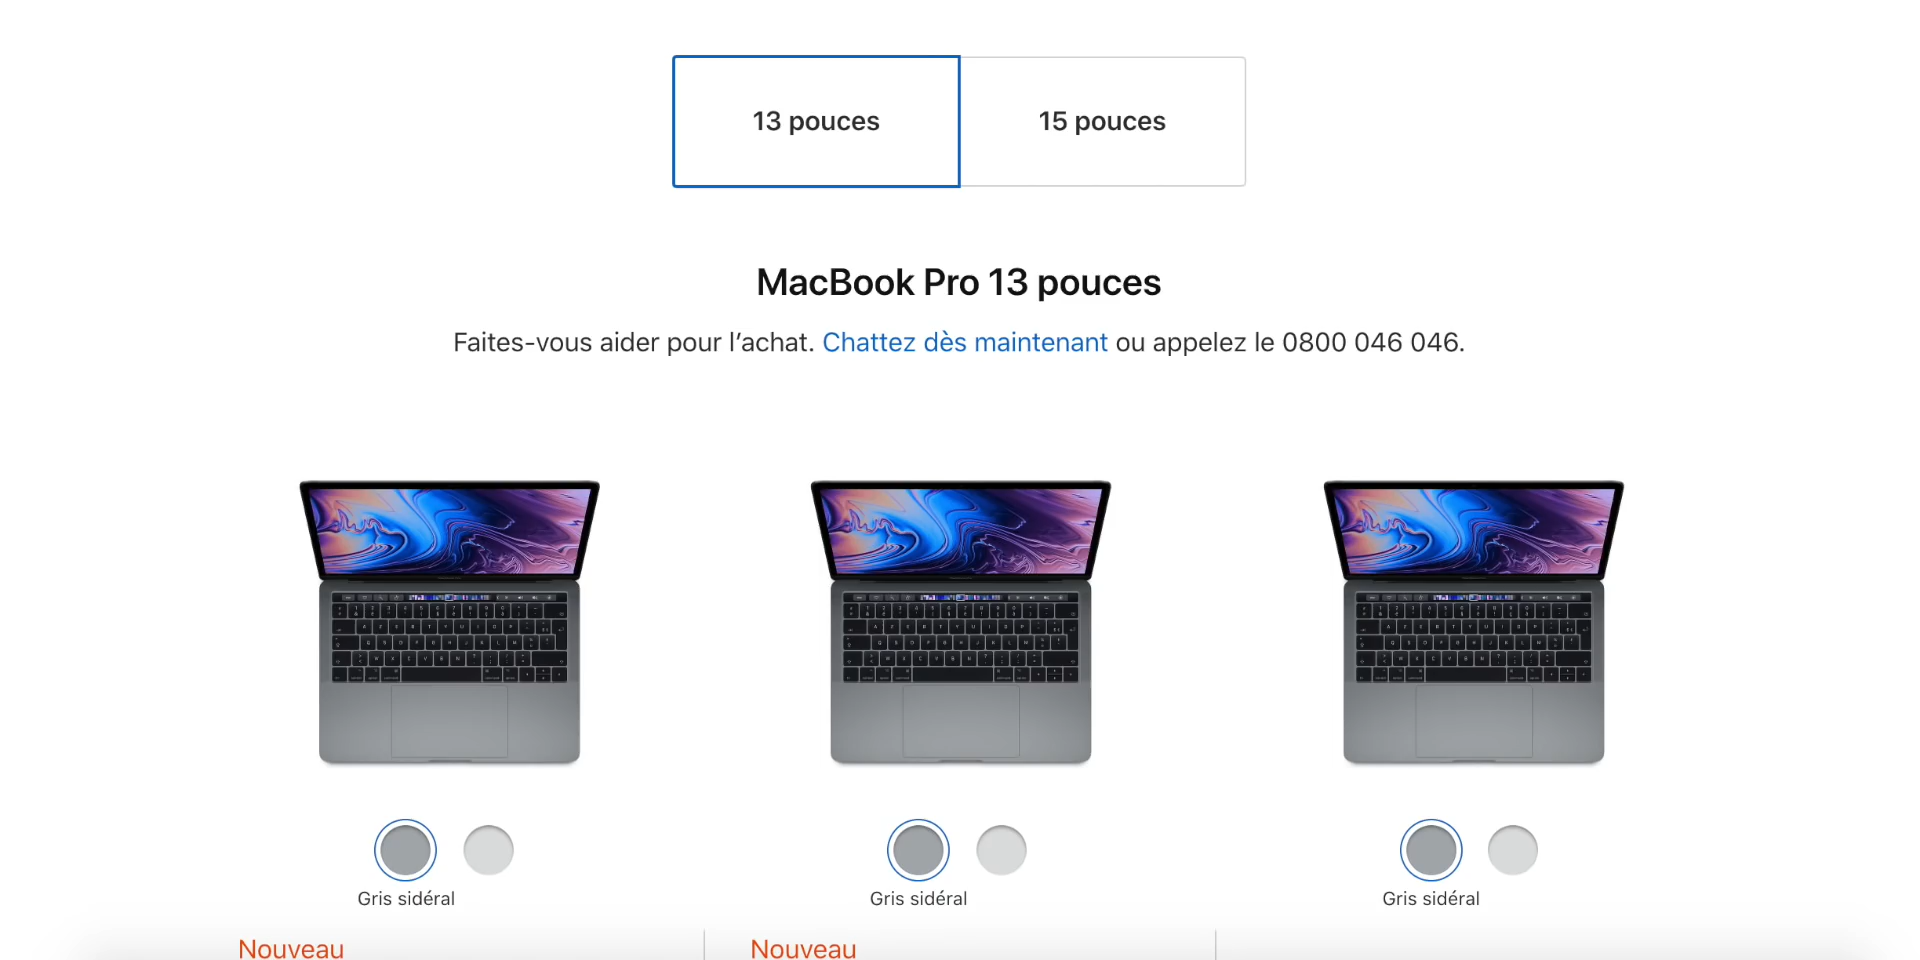 13 pouces
15 pouces
MacBook Pro 13 pouces
Faites-vous aider pour l’achat. Chattez dès maintenant ou appelez le 0800 046 046.
Gris sidéral
Gris sidéral
Gris sidéral
Nouveau
Nouveau